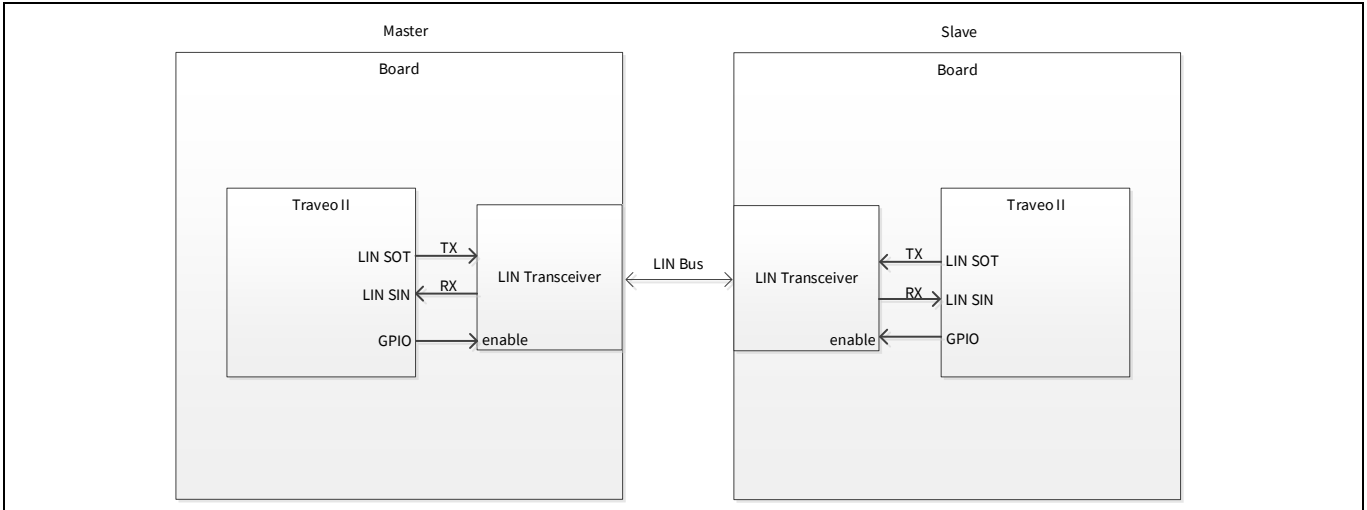 Master
Board
Traveo II
LIN SOT
TX
LIN SIN
RX
GPIO
enable
LIN Transceiver
LIN Bus
Slave
Board
LIN Transceiver
Traveo II
TX
LIN SOT
RX
LIN SIN
enable
GPIO